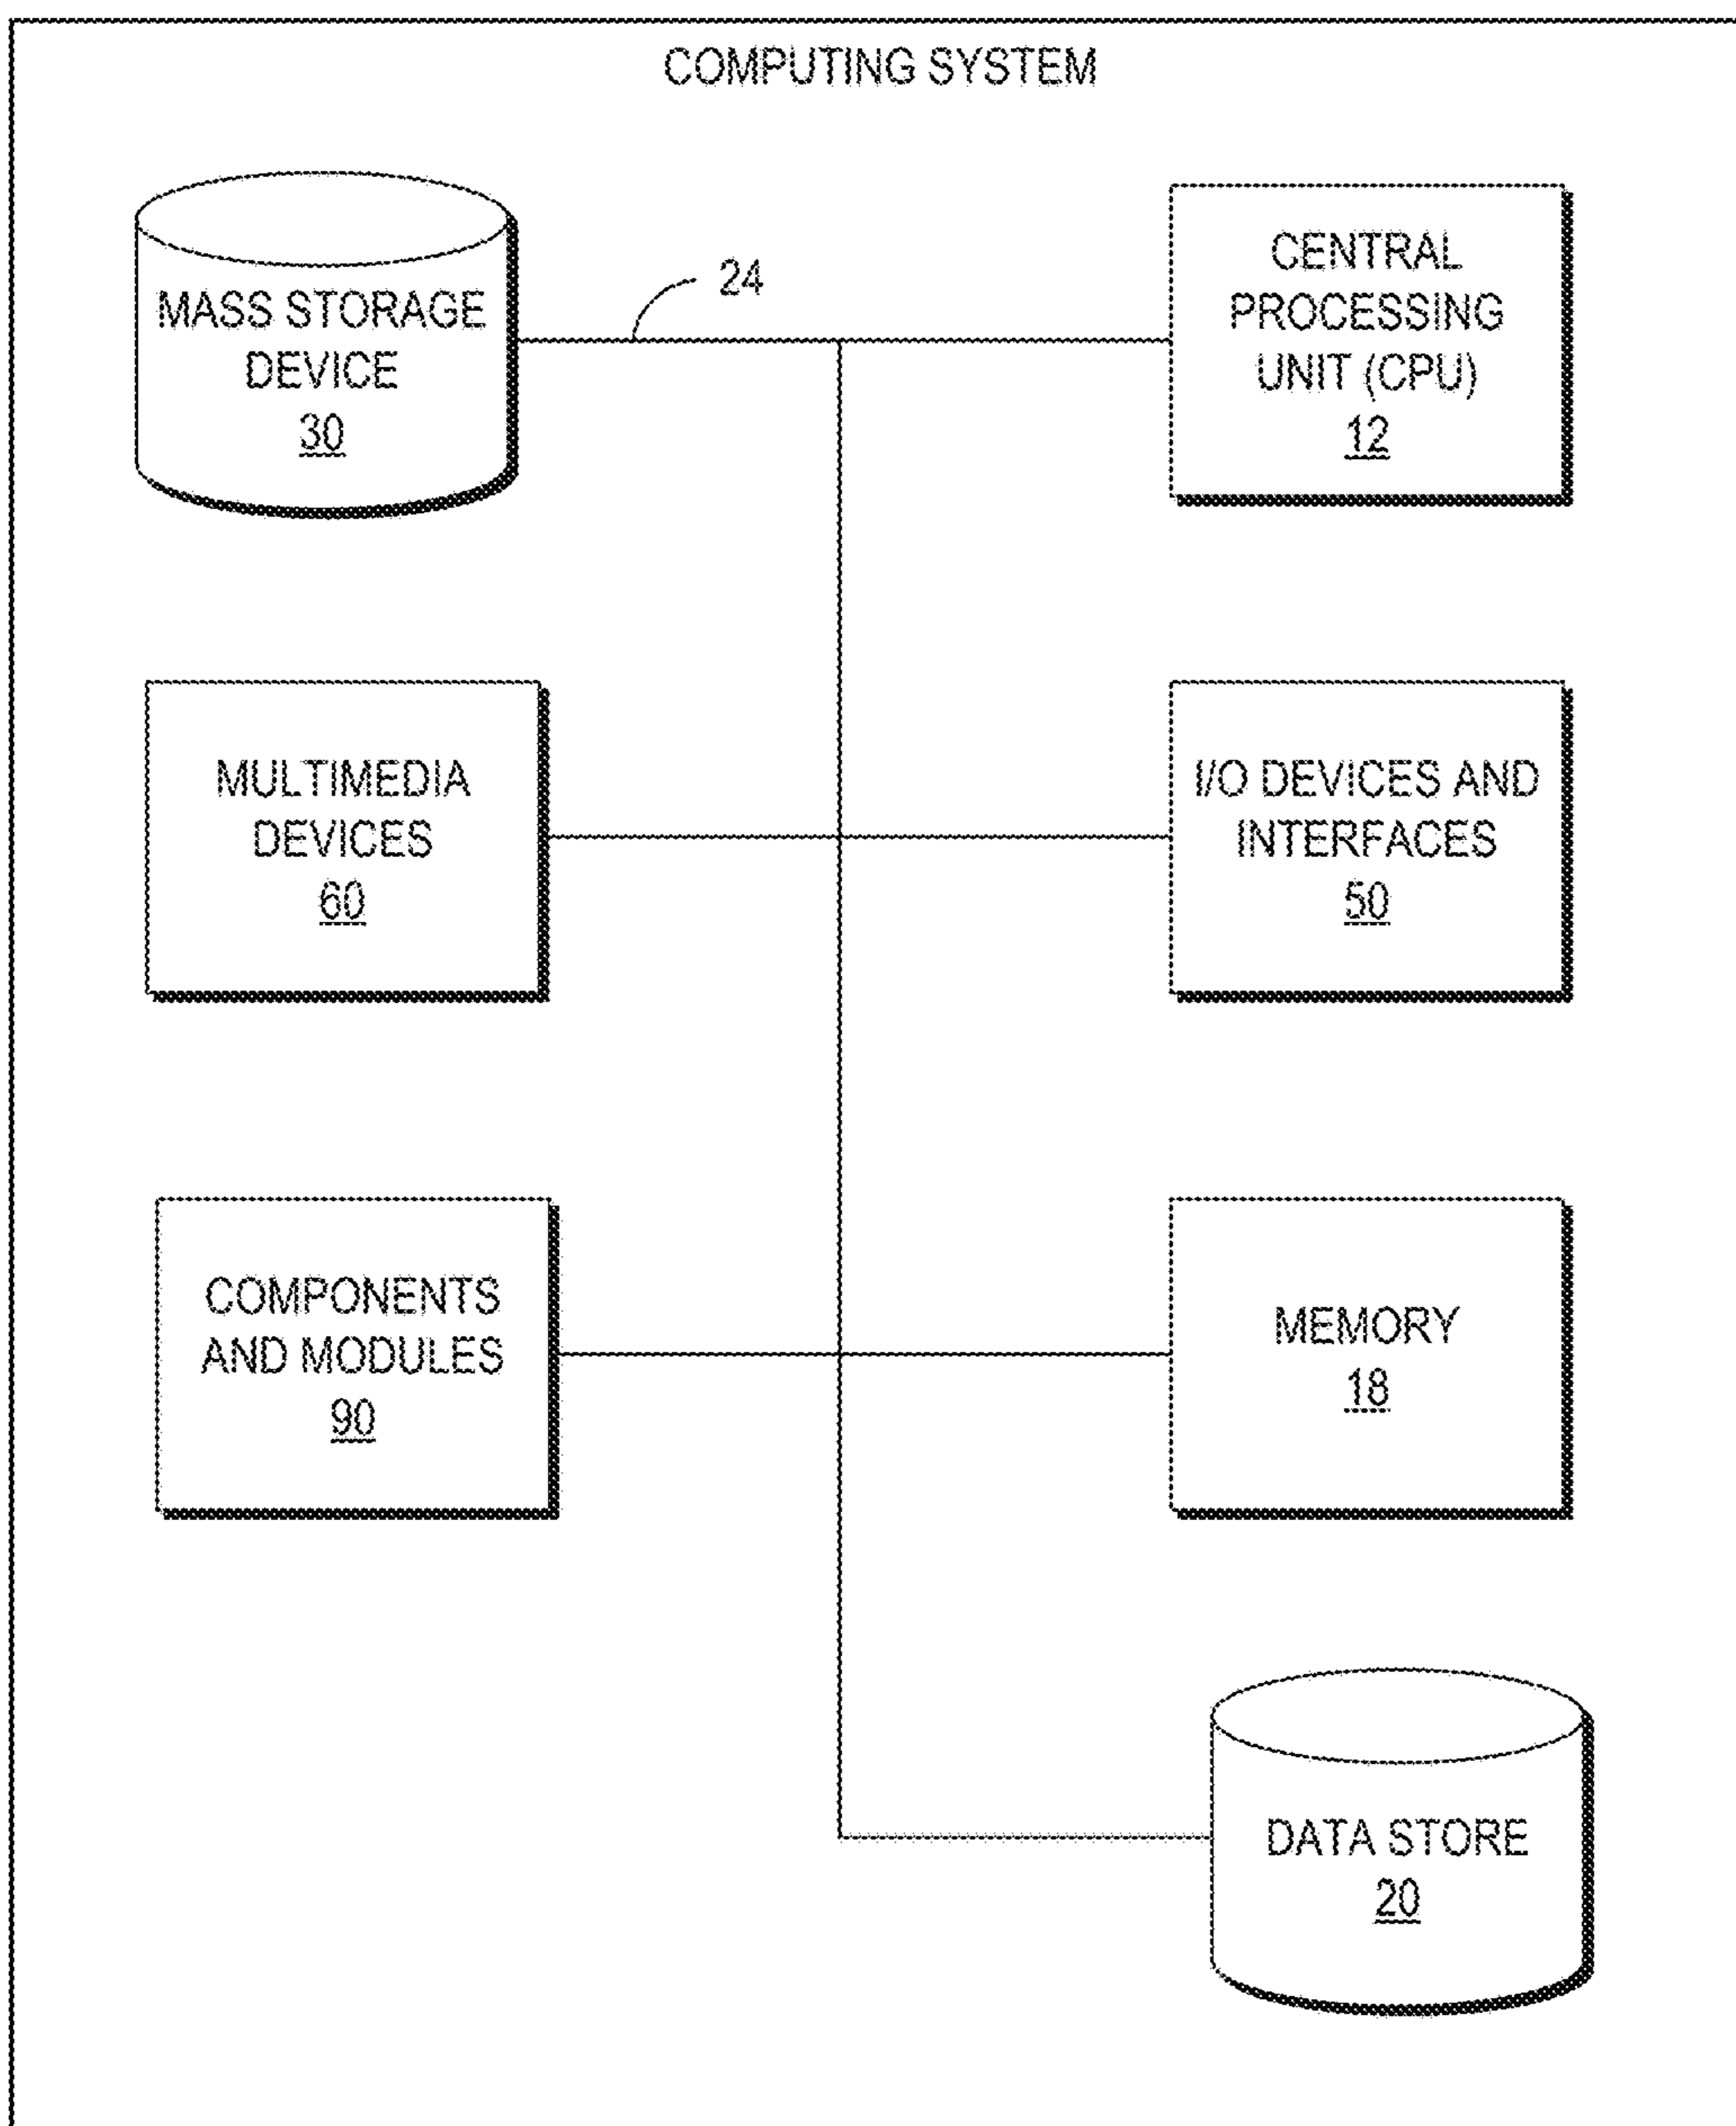 COMPUTING SYSTEM
MASS STORAGE
DEVICE
30
24
CENTRAL
PROCESSING
UNIT (CPU)
12
MULTIMEDIA
DEVICES
60
I/O DEVICES AND
INTERFACES
50
COMPONENTS
AND MODULES
90
MEMORY
18
DATA STORE
20